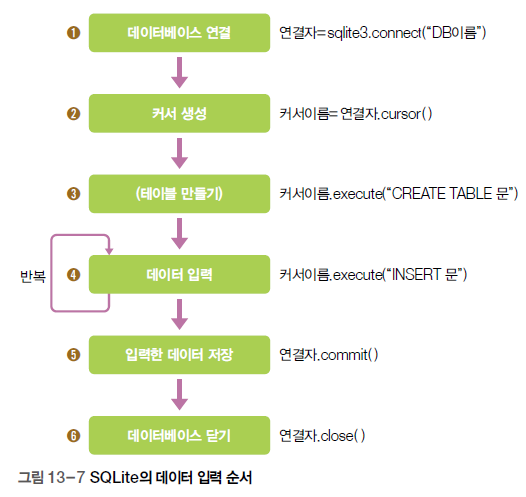 ❶ 데이터베이스 연결 연결자=sqlite3.connect(“DB이름”)
❷ 커서 생성 커서이름=연결자.cursor()
❸ (테이블 만들기) 커서이름.execute(“CREATE TABLE 문”)
반복 ❹ 데이터 입력 커서이름.execute(“INSERT 문”)
❺ 입력한 데이터 저장 연결자.commit()
❻ 데이터베이스 닫기 연결자.close()
그림 13-7 SQLite의 데이터 입력 순서